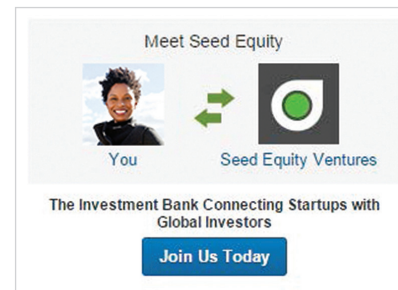 Meet Seed Equity
You Seed Equity Ventures
The Investment Bank Connecting Startups with
Global Investors
Join Us Today